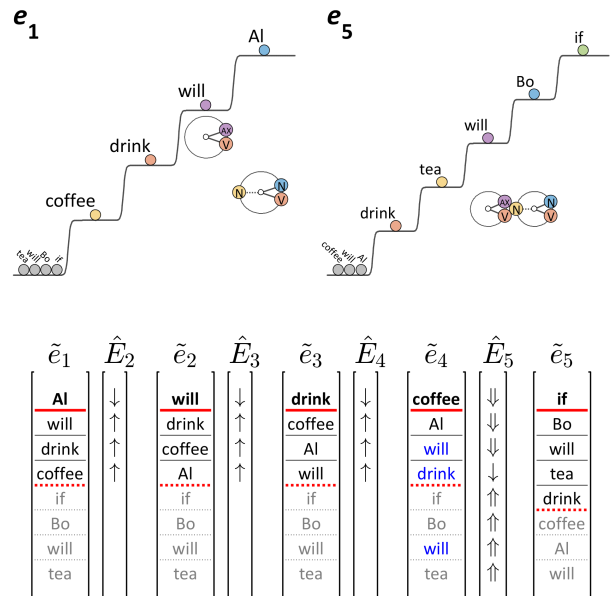 e1
e5
Al
if
will
Bo
AX
V
will
drink
tea
N
N
V
AX
V
N
N
V
coffee
drink
tea will Bo if
coffee will Al
ẽ1 Ê2 ẽ2 Ê3 ẽ3 Ê4 ẽ4 Ê5 ẽ5
Al ↓ will ↓ drink ↓ coffee ⇓ if
will ↑ drink ↑ coffee ↑ Al ⇓ Bo
drink ↑ coffee ↑ Al ↑ will ⇓ will
coffee ↑ Al ↑ will ↑ drink ↓ tea
if if if if ⇑ drink
Bo Bo Bo Bo ⇑ coffee
will will will will ⇑ Al
tea tea tea tea ⇑ will